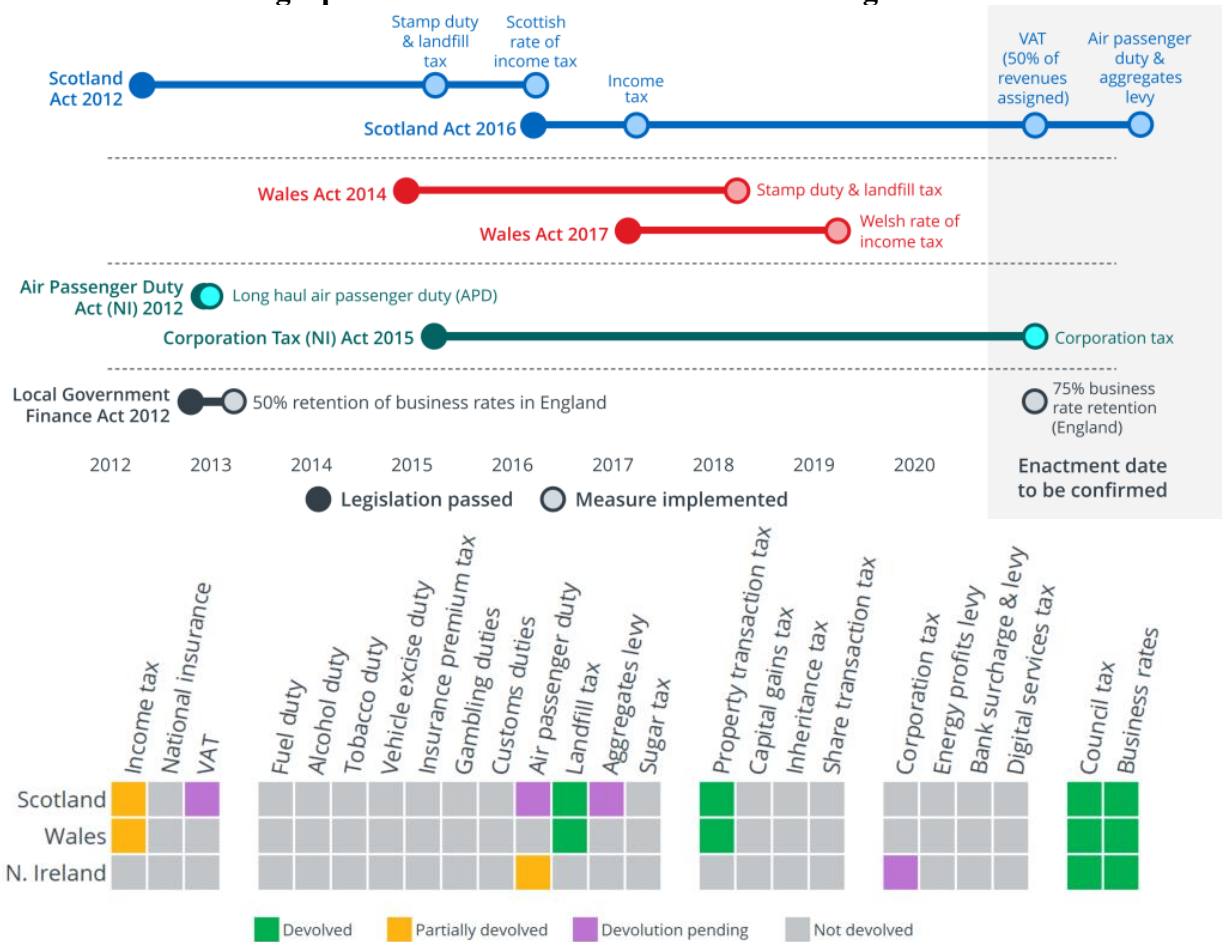 Stamp duty
& landfill
tax
Scottish
rate of
income tax
VAT
(50% of
revenues
assigned)
Air passenger
duty &
aggregates
levy
Scotland
Act 2012
Income
tax
Scotland Act 2016
Wales Act 2014
Stamp duty & landfill tax
Wales Act 2017
Welsh rate of
income tax
Air Passenger Duty
Act (NI) 2012
Long haul air passenger duty (APD)
Corporation Tax (NI) Act 2015
Corporation tax
Local Government
Finance Act 2012
50% retention of business rates in England
75% business
rate retention
(England)
2012 2013 2014 2015 2016 2017 2018 2019 2020
Enactment date
to be confirmed
Legislation passed
Measure implemented
Income tax
National insurance
VAT
Fuel duty
Alcohol duty
Tobacco duty
Vehicle excise duty
Insurance premium tax
Gambling duties
Customs duties
Air passenger duty
Landfill tax
Aggregates levy
Sugar tax
Property transaction tax
Capital gains tax
Inheritance tax
Share transaction tax
Corporation tax
Energy profits levy
Bank surcharge & levy
Digital services tax
Council tax
Business rates
Scotland
Wales
N. Ireland
Devolved
Partially devolved
Devolution pending
Not devolved